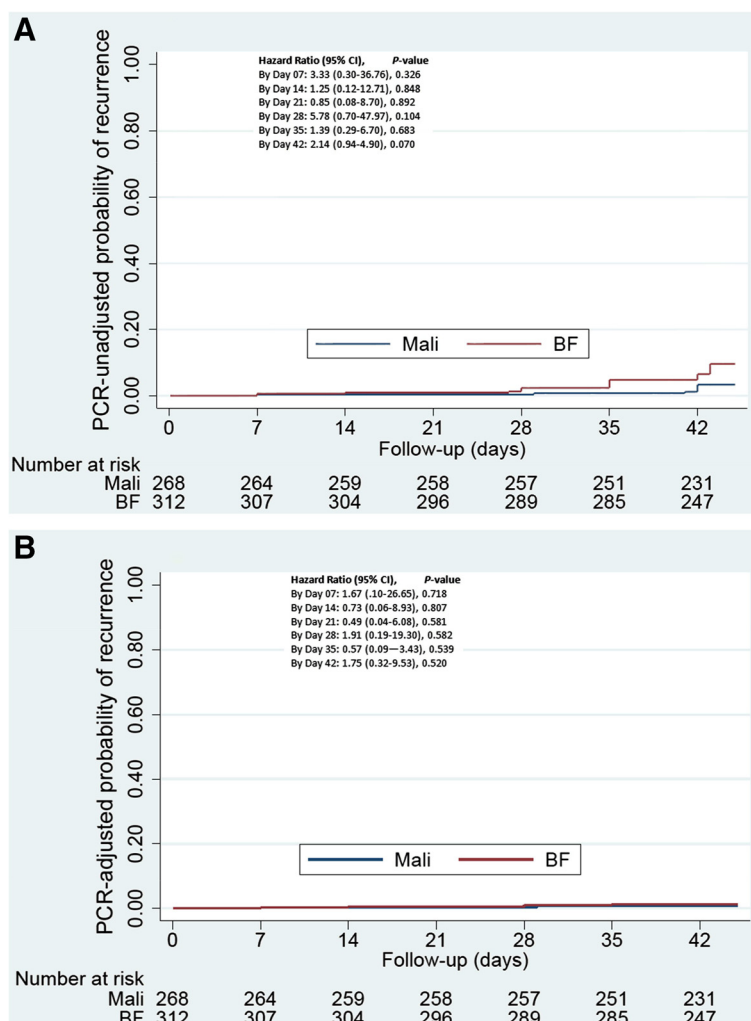 A
PCR-unadjusted probability of recurrence
1.00
0.80
0.60
0.40
0.20
0.00
Hazard Ratio (95% CI), P-value
By Day 07: 3.33 (0.30-36.76), 0.326
By Day 14: 1.25 (0.12-12.71), 0.848
By Day 21: 0.85 (0.08-8.70), 0.892
By Day 28: 5.78 (0.70-47.97), 0.104
By Day 35: 1.39 (0.29-6.70), 0.683
By Day 42: 2.14 (0.94-4.90), 0.070
Mali BF
0 7 14 21 28 35 42
Follow-up (days)
Number at risk
Mali 268 264 259 258 257 251 231
BF 312 307 304 296 289 285 247
B
PCR-adjusted probability of recurrence
1.00
0.80
0.60
0.40
0.20
0.00
Hazard Ratio (95% CI), P-value
By Day 07: 1.67 (.10-26.65), 0.718
By Day 14: 0.73 (0.06-8.93), 0.807
By Day 21: 0.49 (0.04-6.08), 0.581
By Day 28: 1.91 (0.19-19.30), 0.582
By Day 35: 0.57 (0.09—3.43), 0.539
By Day 42: 1.75 (0.32-9.53), 0.520
Mali BF
0 7 14 21 28 35 42
Follow-up (days)
Number at risk
Mali 268 264 259 258 257 251 231
BF 312 307 304 296 289 285 247